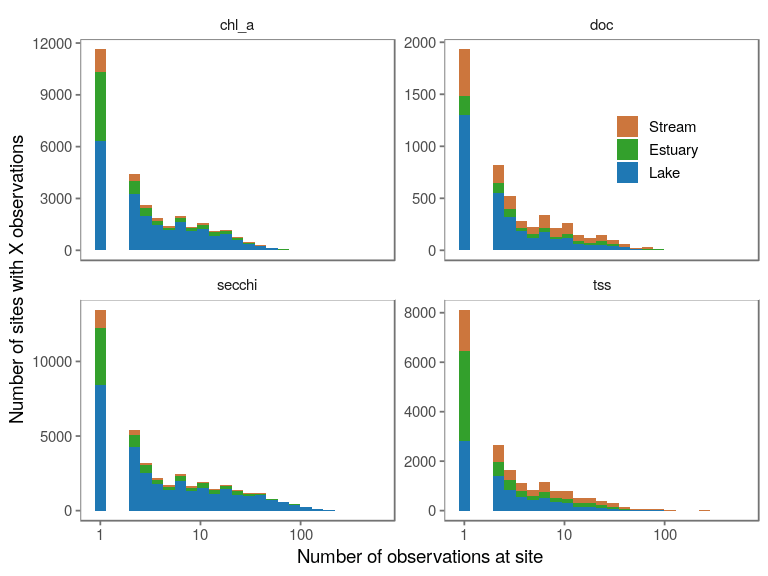 chl_a
doc
12000
9000
6000
3000
0
2000
1500
1000
500
0
Stream
Estuary
Lake
secchi
tss
10000
5000
0
8000
6000
4000
2000
0
1
10
100
1
10
100
Number of observations at site
Number of sites with X observations